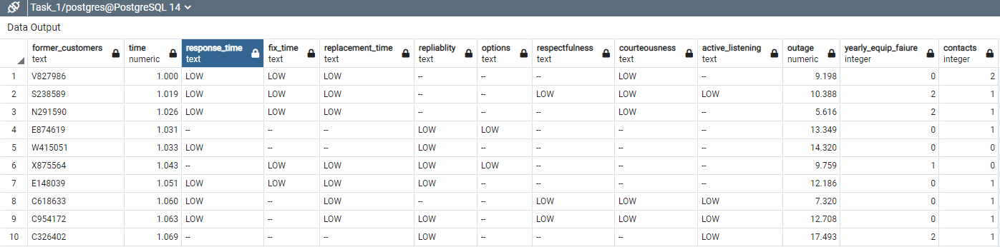 Task_1/postgres@PostgreSQL 14
Data Output
former_customers time response_time fix_time replacement_time repliablity options respectfulness courteousness active_listening outage yearly_equip_faiure contacts
text numeric text text text text text text text text numeric integer integer
1 V827986 1.000 LOW LOW LOW -- -- -- LOW -- 9.198 0 2
2 S238589 1.019 LOW LOW LOW -- -- LOW LOW LOW 10.388 2 1
3 N291590 1.026 LOW LOW LOW -- -- -- LOW -- 5.616 2 1
4 E874619 1.031 -- -- -- LOW LOW -- -- -- 13.349 0 1
5 W415051 1.033 LOW -- -- LOW -- -- -- -- 14.320 0 0
6 X875564 1.043 -- LOW LOW LOW LOW -- -- -- 9.759 1 0
7 E148039 1.051 LOW LOW LOW LOW -- -- -- -- 12.186 0 1
8 C618633 1.060 LOW -- LOW -- -- LOW LOW LOW 7.320 0 1
9 C954172 1.063 LOW -- LOW LOW -- LOW LOW LOW 12.708 0 1
10 C326402 1.069 -- -- -- LOW -- -- -- LOW 17.493 2 1